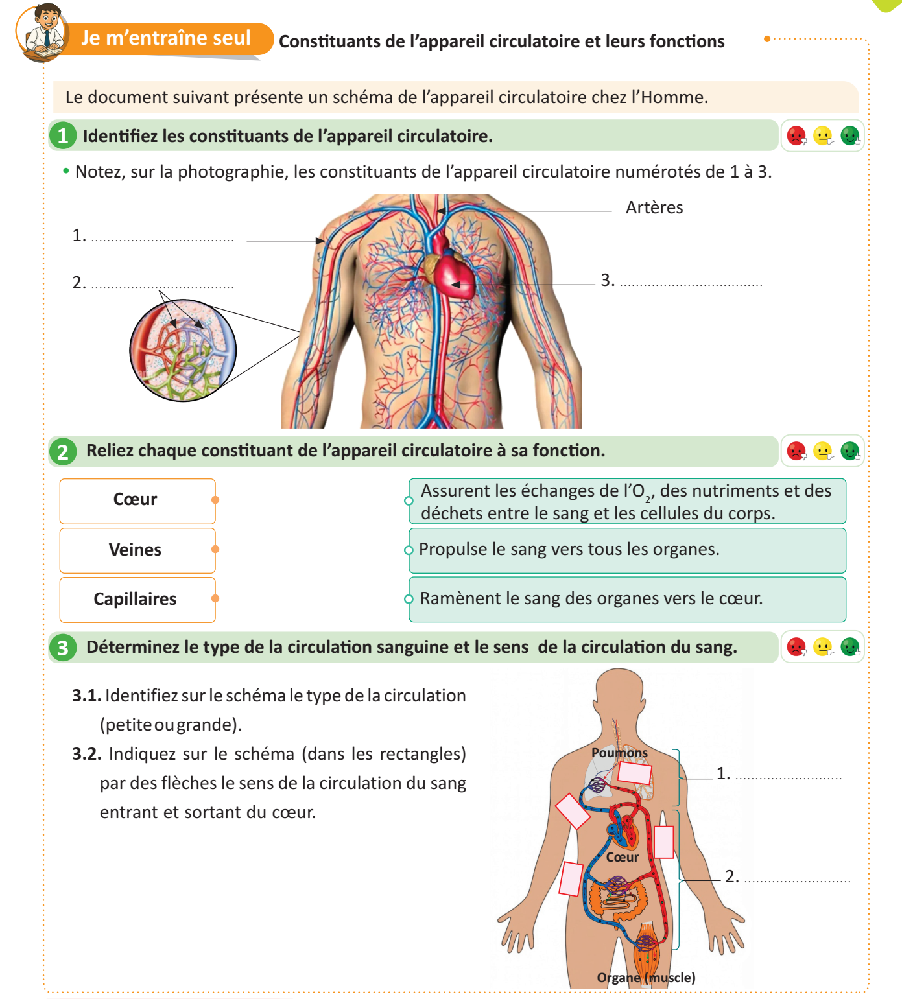 Je m'entraîne seul
Constituants de l'appareil circulatoire et leurs fonctions
Le document suivant présente un schéma de l'appareil circulatoire chez l'Homme.
1 Identifiez les constituants de l'appareil circulatoire.
• Notez, sur la photographie, les constituants de l'appareil circulatoire numérotés de 1 à 3.
Artères
1. .....................................
2. .....................................
3. .....................................
2 Reliez chaque constituant de l'appareil circulatoire à sa fonction.
Cœur
Assurent les échanges de l'O₂, des nutriments et des
déchets entre le sang et les cellules du corps.
Veines
Propulse le sang vers tous les organes.
Capillaires
Ramènent le sang des organes vers le cœur.
3 Déterminez le type de la circulation sanguine et le sens de la circulation du sang.
3.1. Identifiez sur le schéma le type de la circulation
(petite ou grande).
3.2. Indiquez sur le schéma (dans les rectangles)
par des flèches le sens de la circulation du sang
entrant et sortant du cœur.
Poumons
1. ...........................
Cœur
2. ...........................
Organe (muscle)